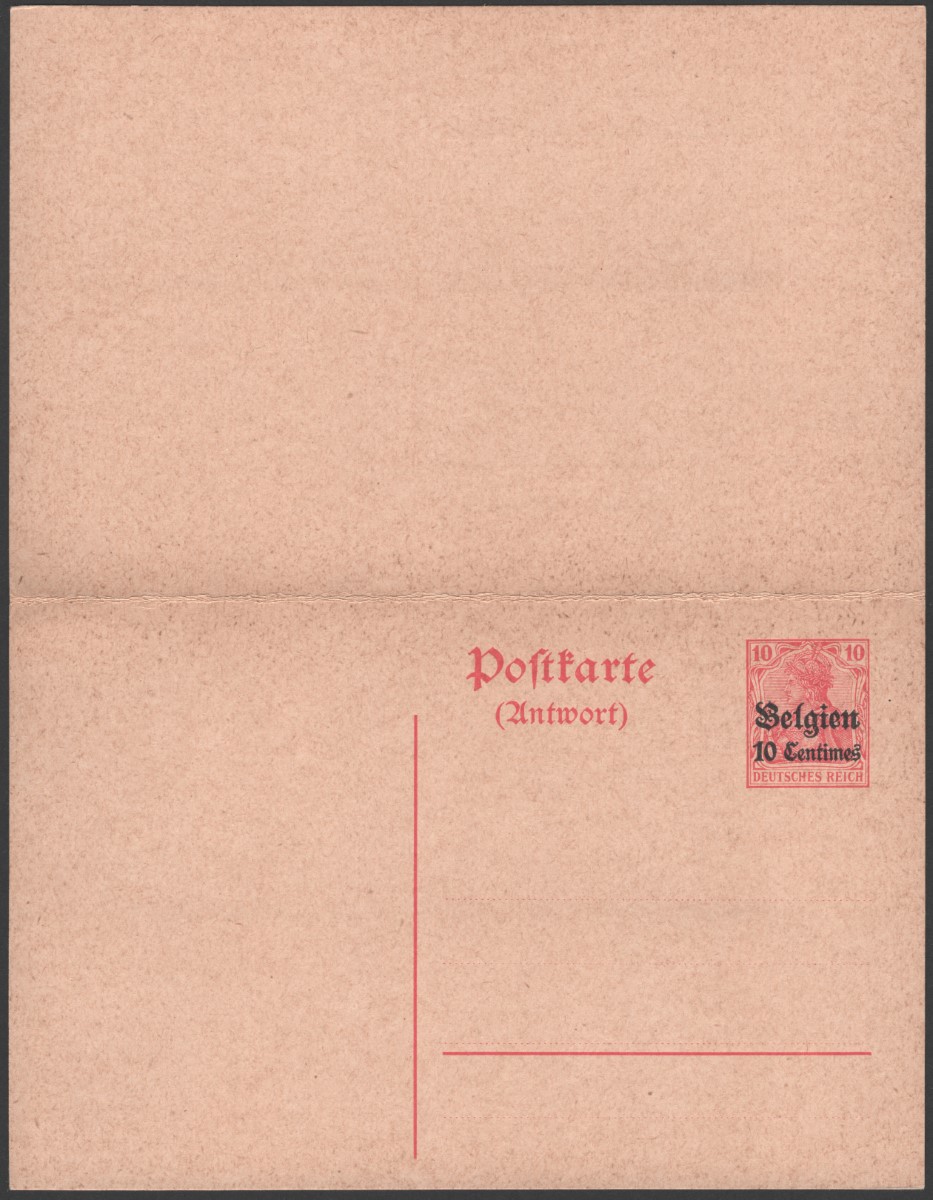 Postkarte
(Antwort)
10 10
Belgien
10 Centimes
DEUTSCHES REICH